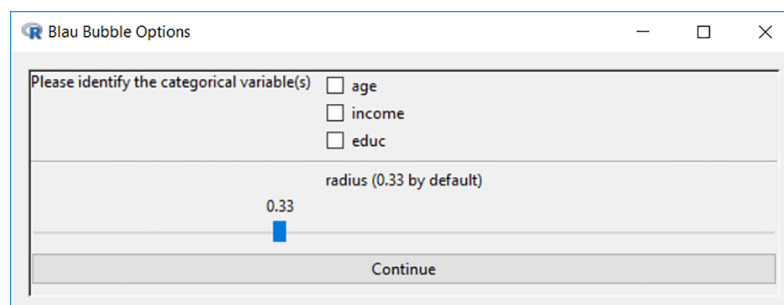 Blau Bubble Options
Please identify the categorical variable(s)
age
income
educ
radius (0.33 by default)
0.33
Continue